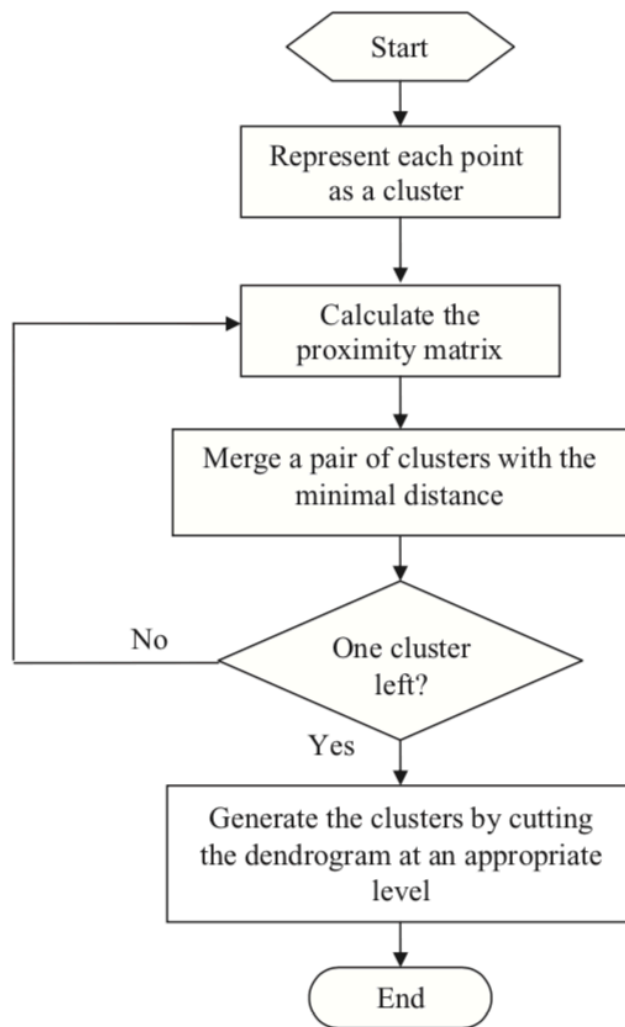 Start
Represent each point
as a cluster
Calculate the
proximity matrix
Merge a pair of clusters with the
minimal distance
No
One cluster
left?
Yes
Generate the clusters by cutting
the dendrogram at an appropriate
level
End